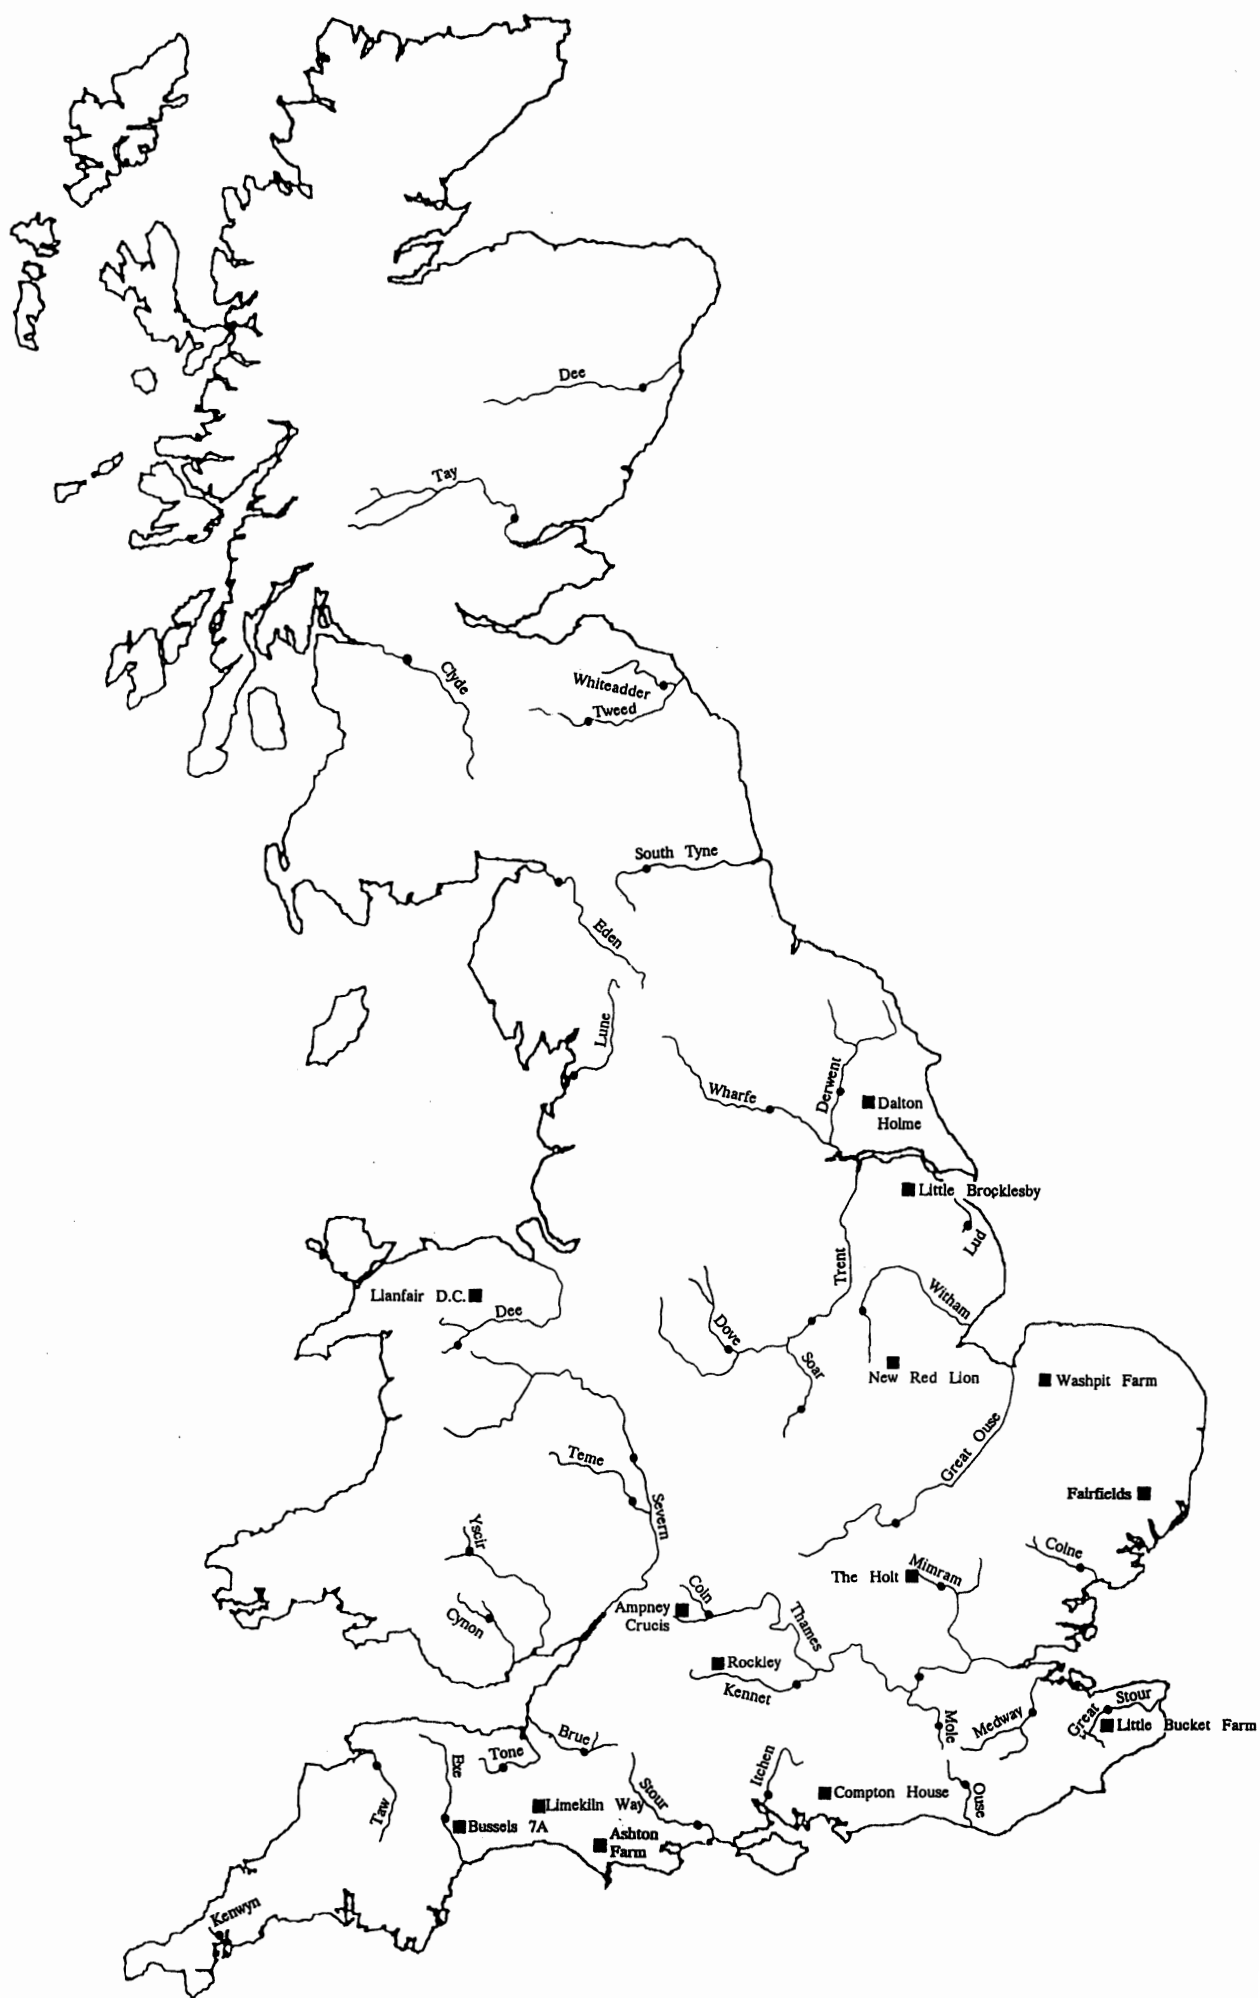 Dee
Tay
Clyde
Whiteadder
Tweed
South Tyne
Eden
Lune
Wharfe
Derwent
Dalton
Holme
Little Brocklesby
Lud
Trent
Witham
Llanfair D.C.
Dee
Dove
Soar
New Red Lion
Washpit Farm
Great Ouse
Teme
Severn
Fairfields
Yscir
Colne
The Holt
Mimram
Cynon
Ampney
Crucis
Coln
Thames
Rockley
Kennet
Mole
Medway
Great Stour
Little Bucket Farm
Brue
Tone
Exe
Taw
Stour
Itchen
Compton House
Ouse
Limekiln Way
Bussels 7A
Ashton
Farm
Kenwyn